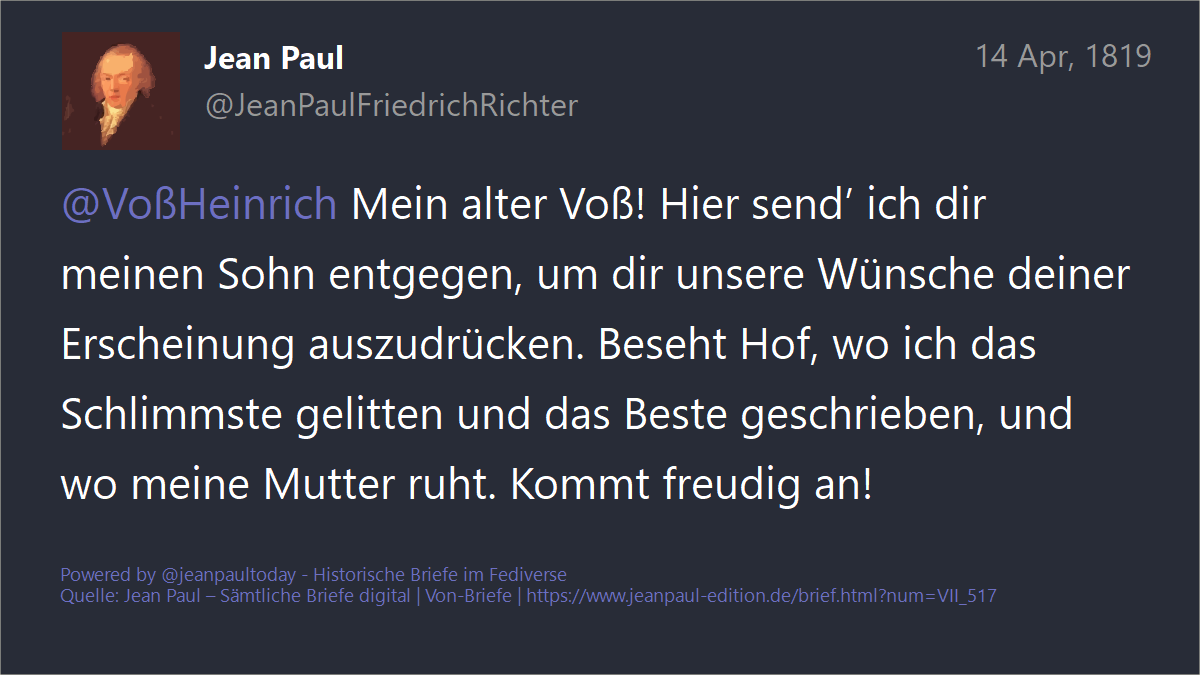 Jean Paul
14 Apr, 1819
@JeanPaulFriedrichRichter
@VoßHeinrich Mein alter Voß! Hier send’ ich dir
meinen Sohn entgegen, um dir unsere Wünsche deiner
Erscheinung auszudrücken. Beseht Hof, wo ich das
Schlimmste gelitten und das Beste geschrieben, und
wo meine Mutter ruht. Kommt freudig an!
Powered by @jeanpaultoday - Historische Briefe im Fediverse
Quelle: Jean Paul – Sämtliche Briefe digital | Von-Briefe | https://www.jeanpaul-edition.de/brief.html?num=VII_517